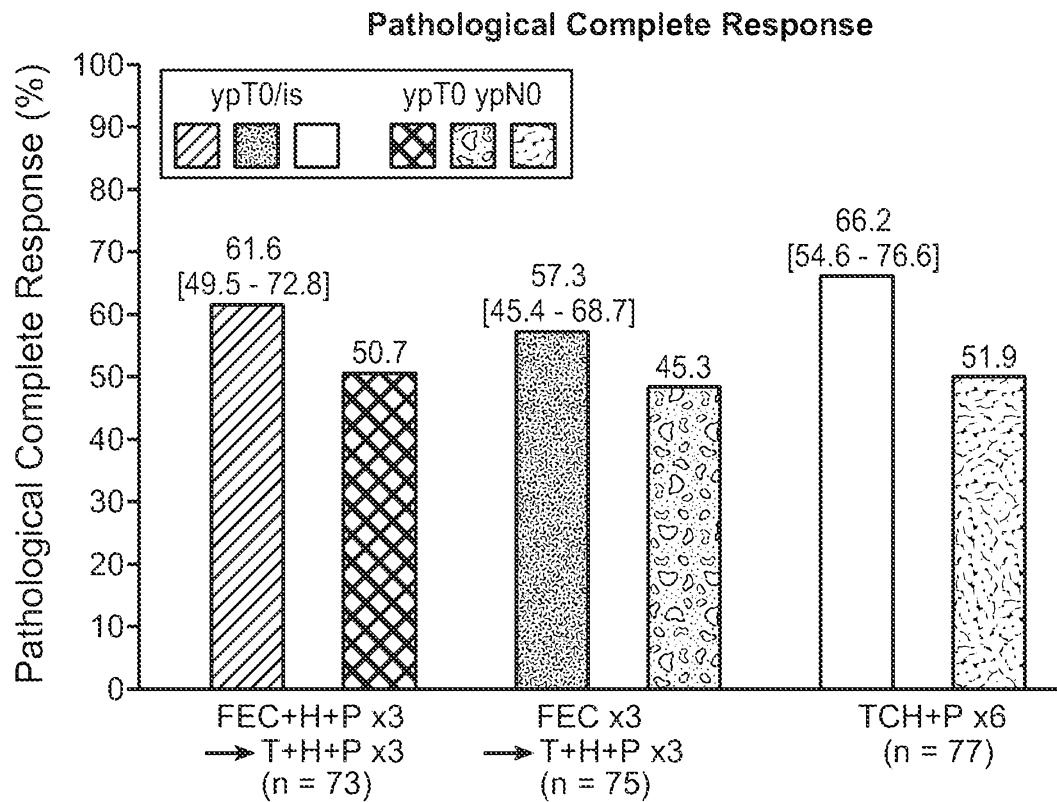 Pathological Complete Response
Pathological Complete Response (%)
100
90
80
70
60
50
40
30
20
10
0
ypT0/is
ypT0 ypN0
61.6
[49.5 - 72.8]
50.7
57.3
[45.4 - 68.7]
45.3
66.2
[54.6 - 76.6]
51.9
FEC+H+P x3
→ T+H+P x3
(n = 73)
FEC x3
→ T+H+P x3
(n = 75)
TCH+P x6
(n = 77)